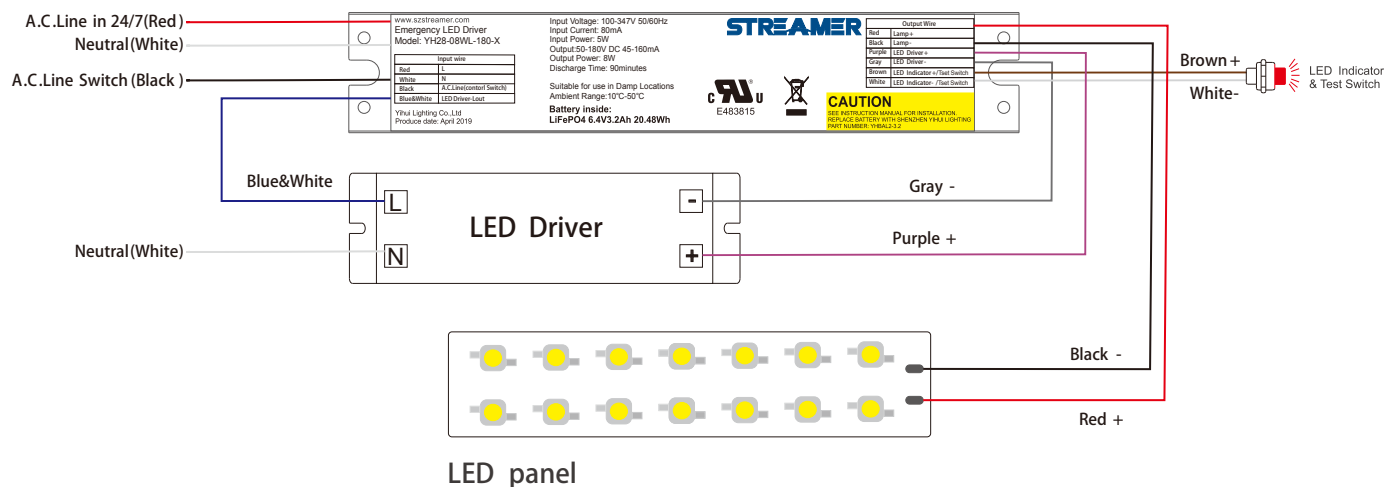 A.C.Line in 24/7(Red)
Neutral(White)
A.C.Line Switch(Black)
www.szstreamer.com
Emergency LED Driver
Model: YH28-08WL-180-X
Input wire
Red L
White N
Black A.C.Line(contorl Switch)
Blue&White LED Driver-Lout
Yihui Lighting Co.,Ltd
Produce date: April 2019
Input Voltage: 100-347V 50/60Hz
Input Current: 80mA
Input Power: 5W
Output:50-180V DC 45-160mA
Output Power: 8W
Discharge Time: 90minutes
Suitable for use in Damp Locations
Ambient Range:10°C-50°C
Battery inside:
LiFePO4 6.4V3.2Ah 20.48Wh
STREAMER
C RU US
E483815
Output Wire
Red Lamp+
Black Lamp-
Purple LED Driver+
Gray LED Driver-
Brown LED Indicator+/Tset Switch
White LED Indicator- /Tset Switch
CAUTION
SEE INSTRUCTION MANUAL FOR INSTALLATION.
REPLACE BATTERY WITH SHENZHEN YIHUI LIGHTING
PART NUMBER: YHBAL2-3.2
Brown +
White-
LED Indicator
& Test Switch
Blue&White
Neutral(White)
L
N
LED Driver
-
+
Gray -
Purple +
Black -
Red +
LED panel